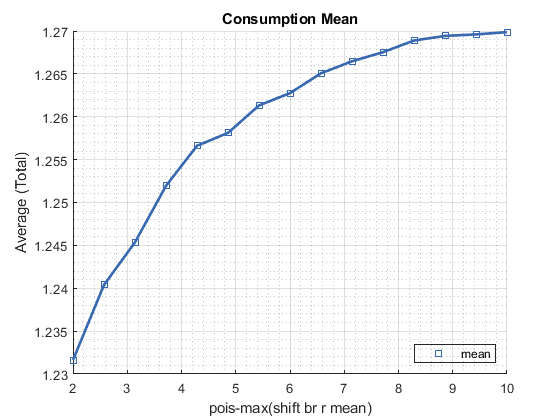 Consumption Mean
1.27
1.265
1.26
1.255
1.25
1.245
1.24
1.235
1.23
Average (Total)
mean
2 3 4 5 6 7 8 9 10
pois-max(shift br r mean)